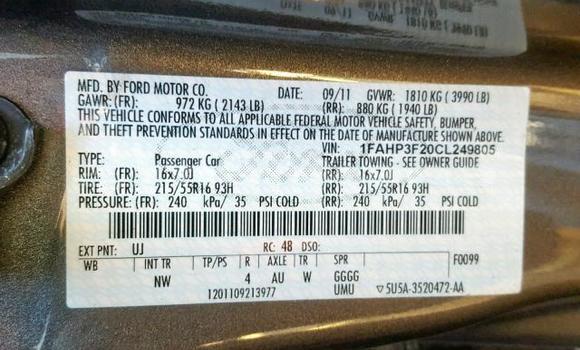 MFD. BY FORD MOTOR CO. DATE: 09/11 GVWR: 1810 KG ( 3990 LB)
GAWR: (FR): 972 KG ( 2143 LB) (RR): 880 KG ( 1940 LB)
THIS VEHICLE CONFORMS TO ALL APPLICABLE FEDERAL MOTOR VEHICLE SAFETY, BUMPER,
AND THEFT PREVENTION STANDARDS IN EFFECT ON THE DATE OF MANUFACTURE SHOWN ABOVE.
VIN: 1FAHP3F20CL249805
TYPE: Passenger Car TRAILER TOWING - SEE OWNER GUIDE
RIM: (FR): 16x7.0J (RR): 16x7.0J
TIRE: (FR): 215/55R16 93H (RR): 215/55R16 93H
PRESSURE: (FR): 240 kPa/ 35 PSI COLD (RR): 240 kPa/ 35 PSI COLD
EXT PNT: UJ RC: 48 DSO: F0099
WB INT TR TP/PS R AXLE TR SPR
NW 4 AU W GGGG
1201109213977 UMU ▽5U5A-3520472-AA